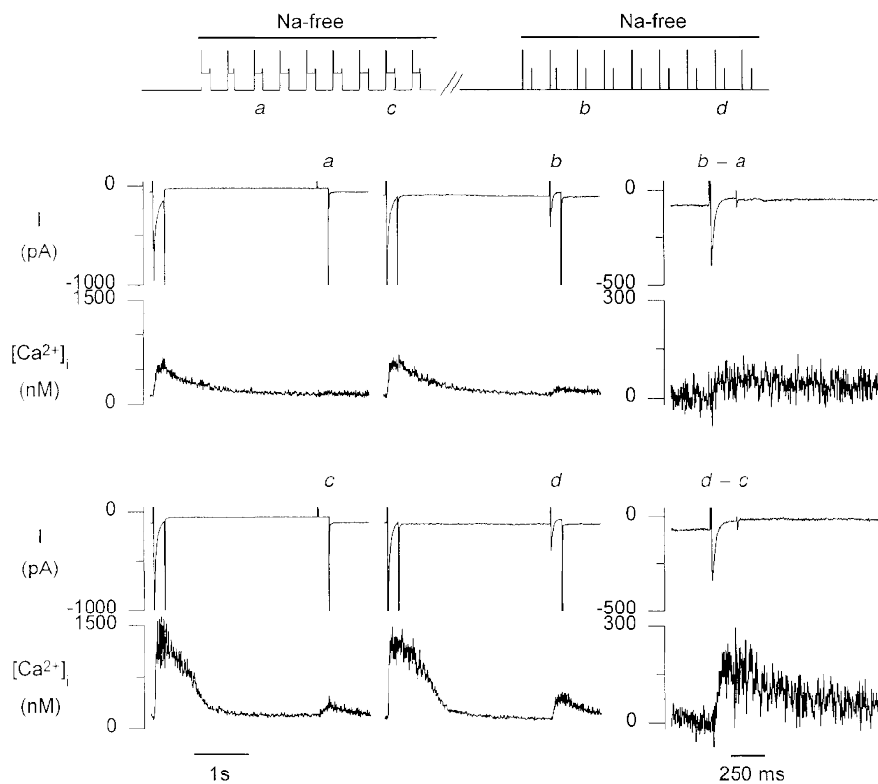 Na-free Na-free
a c b d
a b b – a
0 0
I
(pA)
-1000 -500
1500 300
[Ca2+]i
(nM)
0 0
c d d – c
0 0
I
(pA)
-1000 -500
1500 300
[Ca2+]i
(nM)
0 0
1s 250 ms